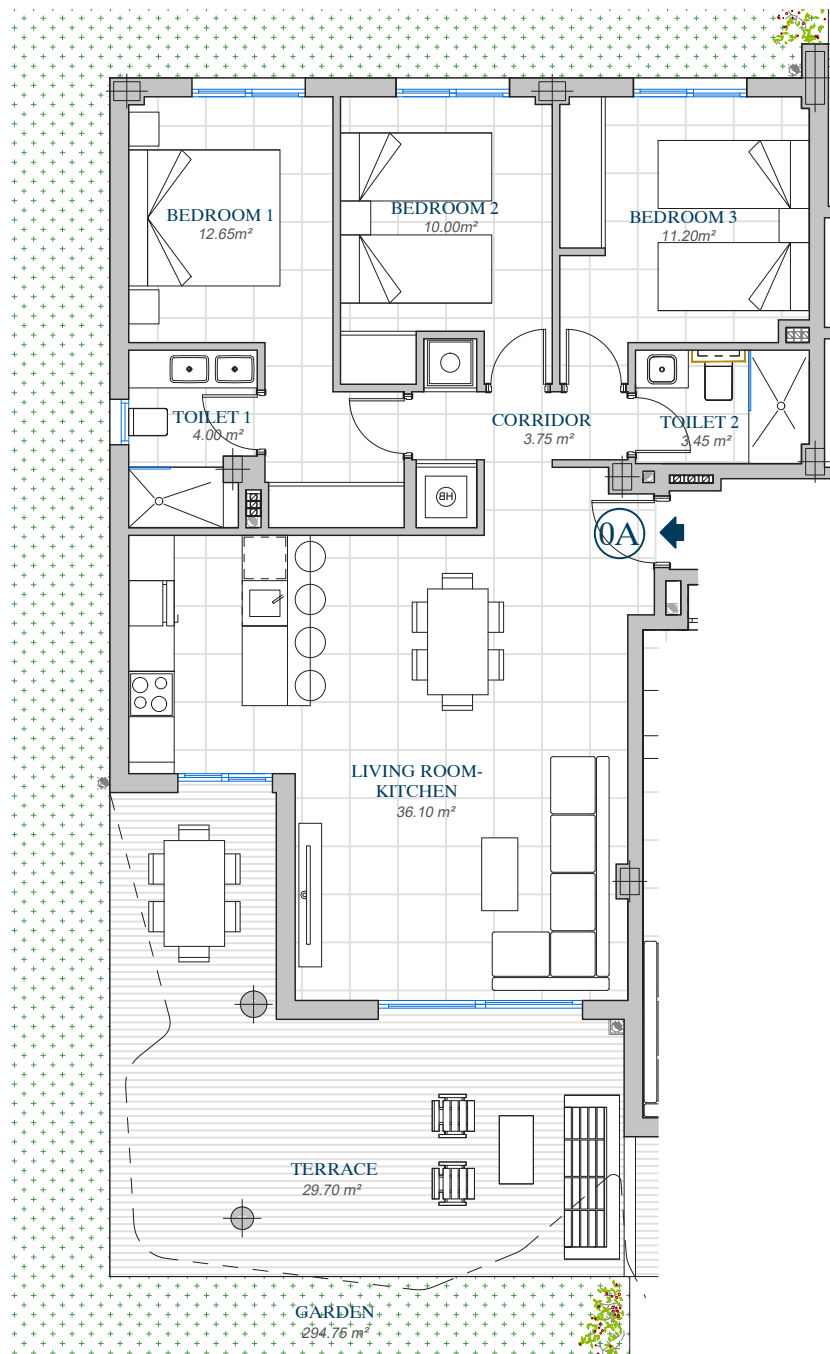 BEDROOM 1
12.65m²
BEDROOM 2
10.00m²
BEDROOM 3
11.20m²
TOILET 1
4.00 m²
CORRIDOR
3.75 m²
TOILET 2
3.45 m²
HB
0A
LIVING ROOM-
KITCHEN
36.10 m²
TERRACE
29.70 m²
GARDEN
294.75 m²